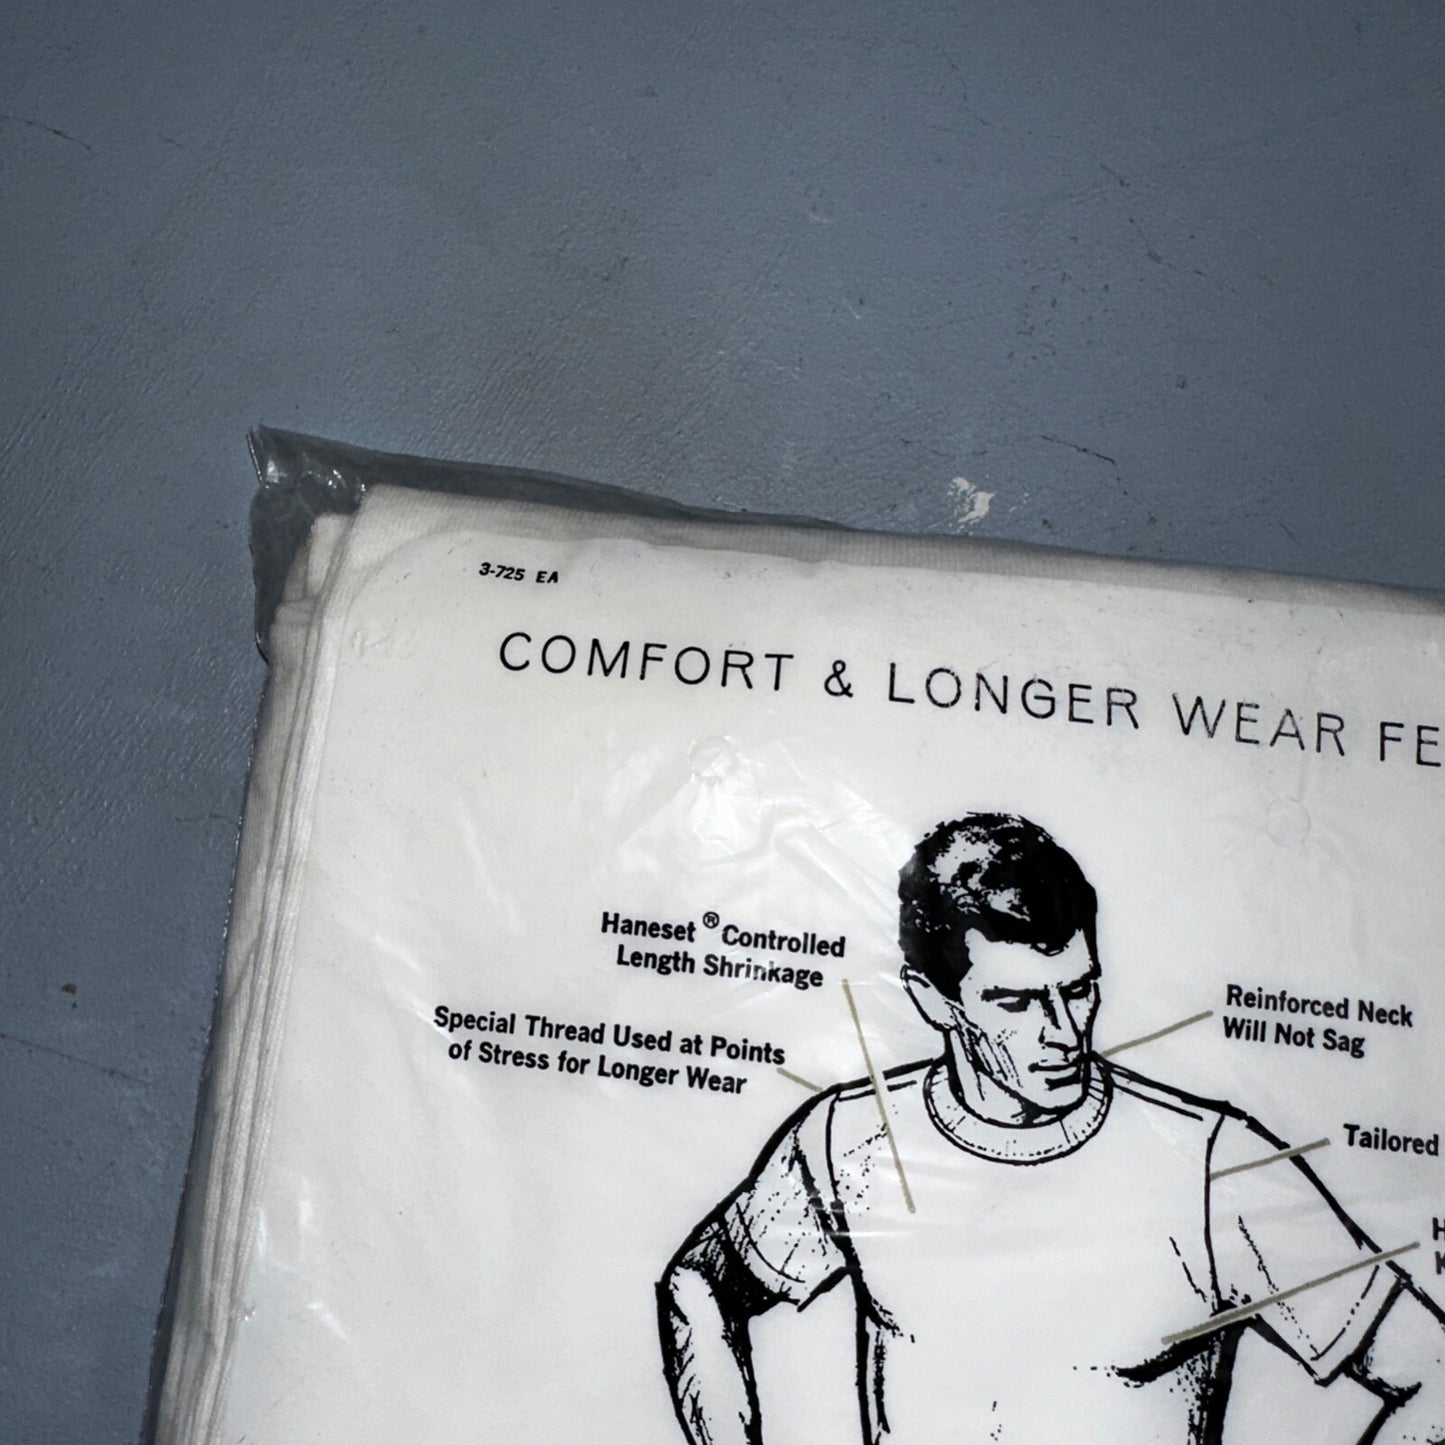 3-725 EA
COMFORT & LONGER WEAR
Haneset® Controlled
Length Shrinkage
Special Thread Used at Points
of Stress for Longer Wear
Reinforced Neck
Will Not Sag
Tailored